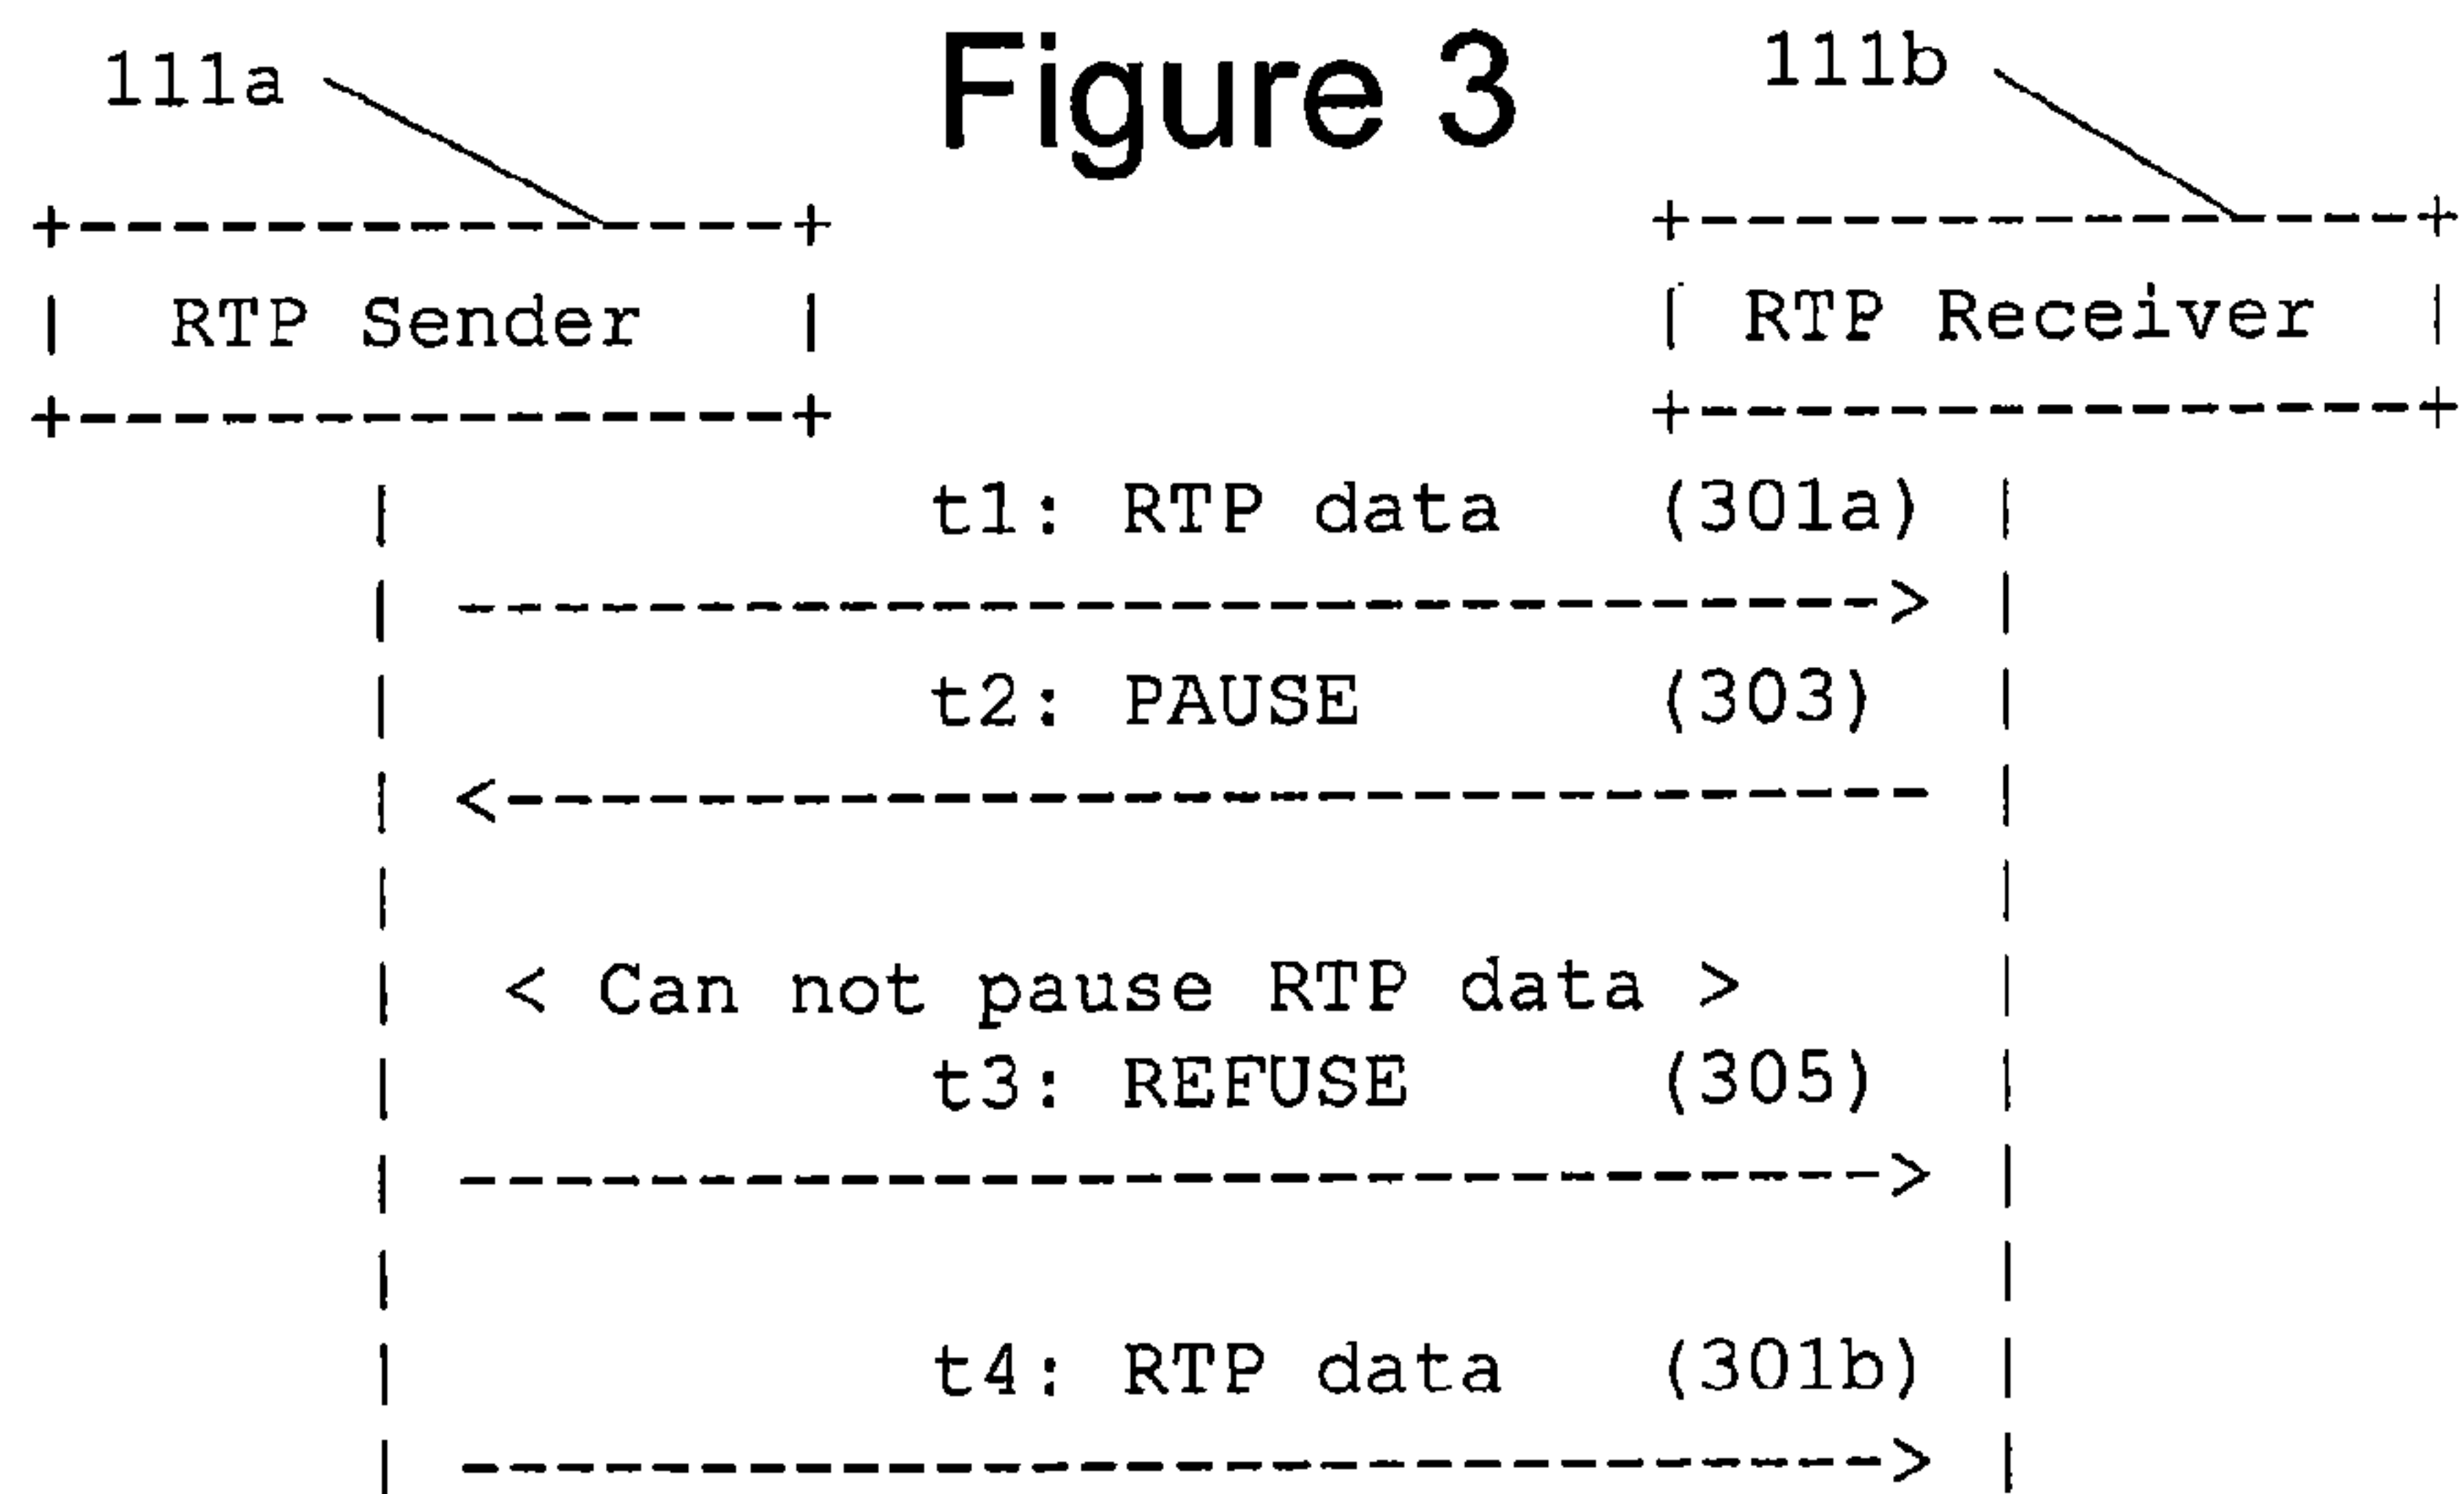 Figure 3
111a
111b
RTP Sender
RTP Receiver
t1: RTP data (301a)
t2: PAUSE (303)
< Can not pause RTP data >
t3: REFUSE (305)
t4: RTP data (301b)